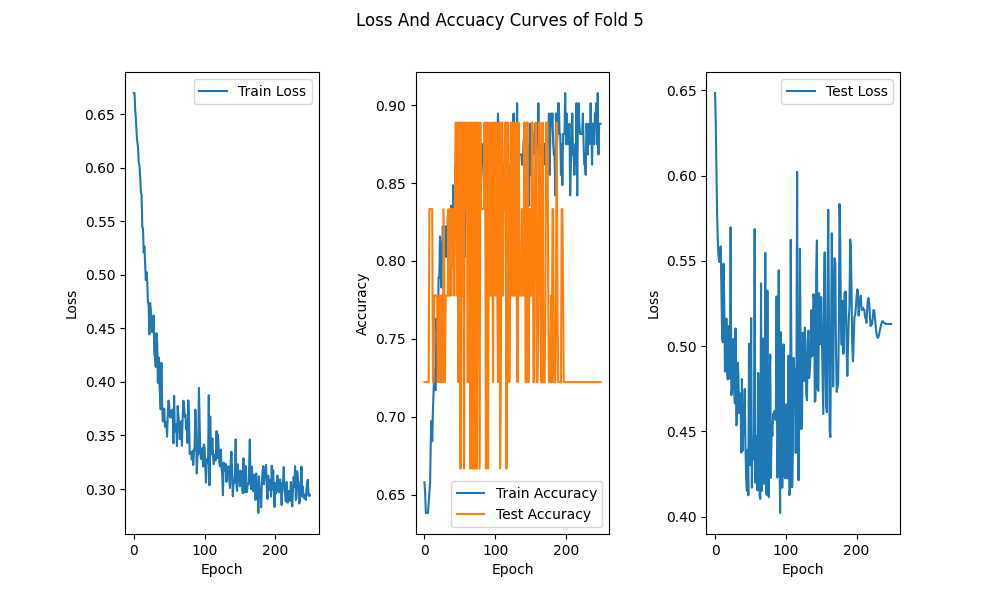 Loss And Accuacy Curves of Fold 5
Train Loss
0.65
0.60
0.55
0.50
0.45
0.40
0.35
0.30
Loss
0
100
200
Epoch
0.90
0.85
0.80
0.75
0.70
0.65
Accuracy
Train Accuracy
Test Accuracy
0
100
200
Epoch
Test Loss
0.65
0.60
0.55
0.50
0.45
0.40
Loss
0
100
200
Epoch